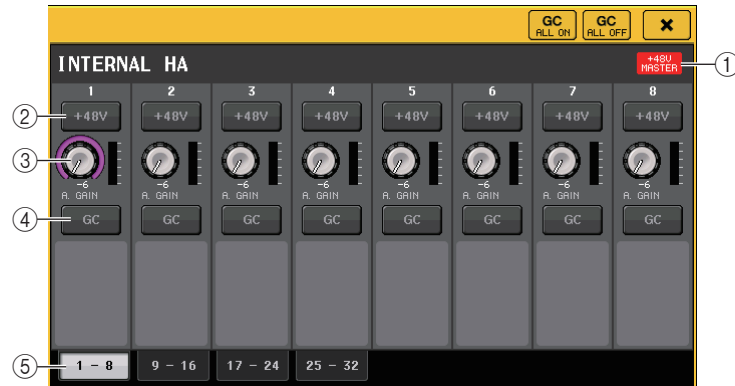 GC ALL ON GC ALL OFF ×
INTERNAL HA +48V MASTER ①
1 2 3 4 5 6 7 8
② +48V +48V +48V +48V +48V +48V +48V +48V
③
-6 -6 -6 -6 -6 -6 -6 -6
A. GAIN A. GAIN A. GAIN A. GAIN A. GAIN A. GAIN A. GAIN A. GAIN
④ GC GC GC GC GC GC GC GC
⑤ 1 - 8 9 - 16 17 - 24 25 - 32